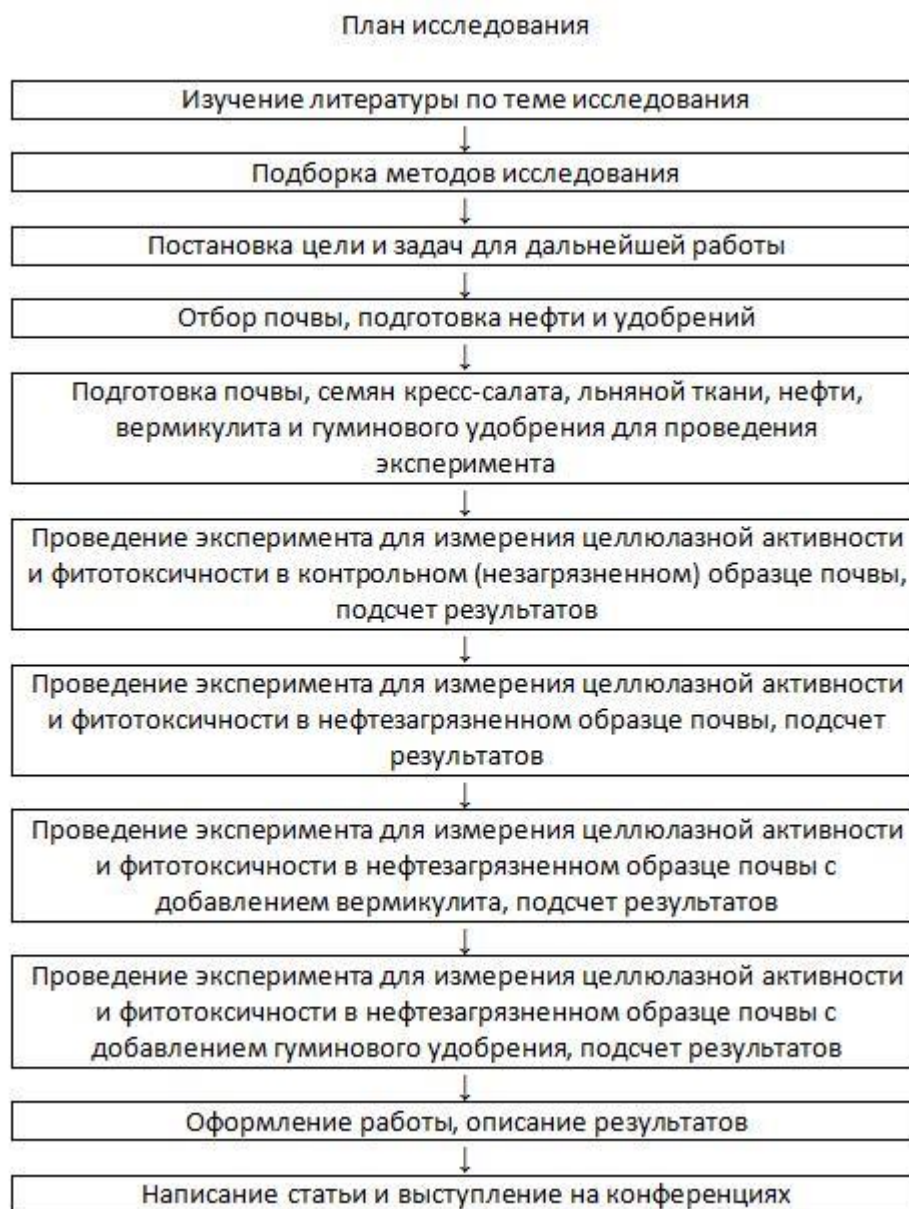 План исследования
Изучение литературы по теме исследования
↓
Подборка методов исследования
↓
Постановка цели и задач для дальнейшей работы
↓
Отбор почвы, подготовка нефти и удобрений
↓
Подготовка почвы, семян кресс-салата, льняной ткани, нефти,
вермикулита и гуминового удобрения для проведения
эксперимента
↓
Проведение эксперимента для измерения целлюлазной активности
и фитотоксичности в контрольном (незагрязненном) образце почвы,
подсчет результатов
↓
Проведение эксперимента для измерения целлюлазной активности
и фитотоксичности в нефтезагрязненном образце почвы, подсчет
результатов
↓
Проведение эксперимента для измерения целлюлазной активности
и фитотоксичности в нефтезагрязненном образце почвы с
добавлением вермикулита, подсчет результатов
↓
Проведение эксперимента для измерения целлюлазной активности
и фитотоксичности в нефтезагрязненном образце почвы с
добавлением гуминового удобрения, подсчет результатов
↓
Оформление работы, описание результатов
↓
Написание статьи и выступление на конференциях